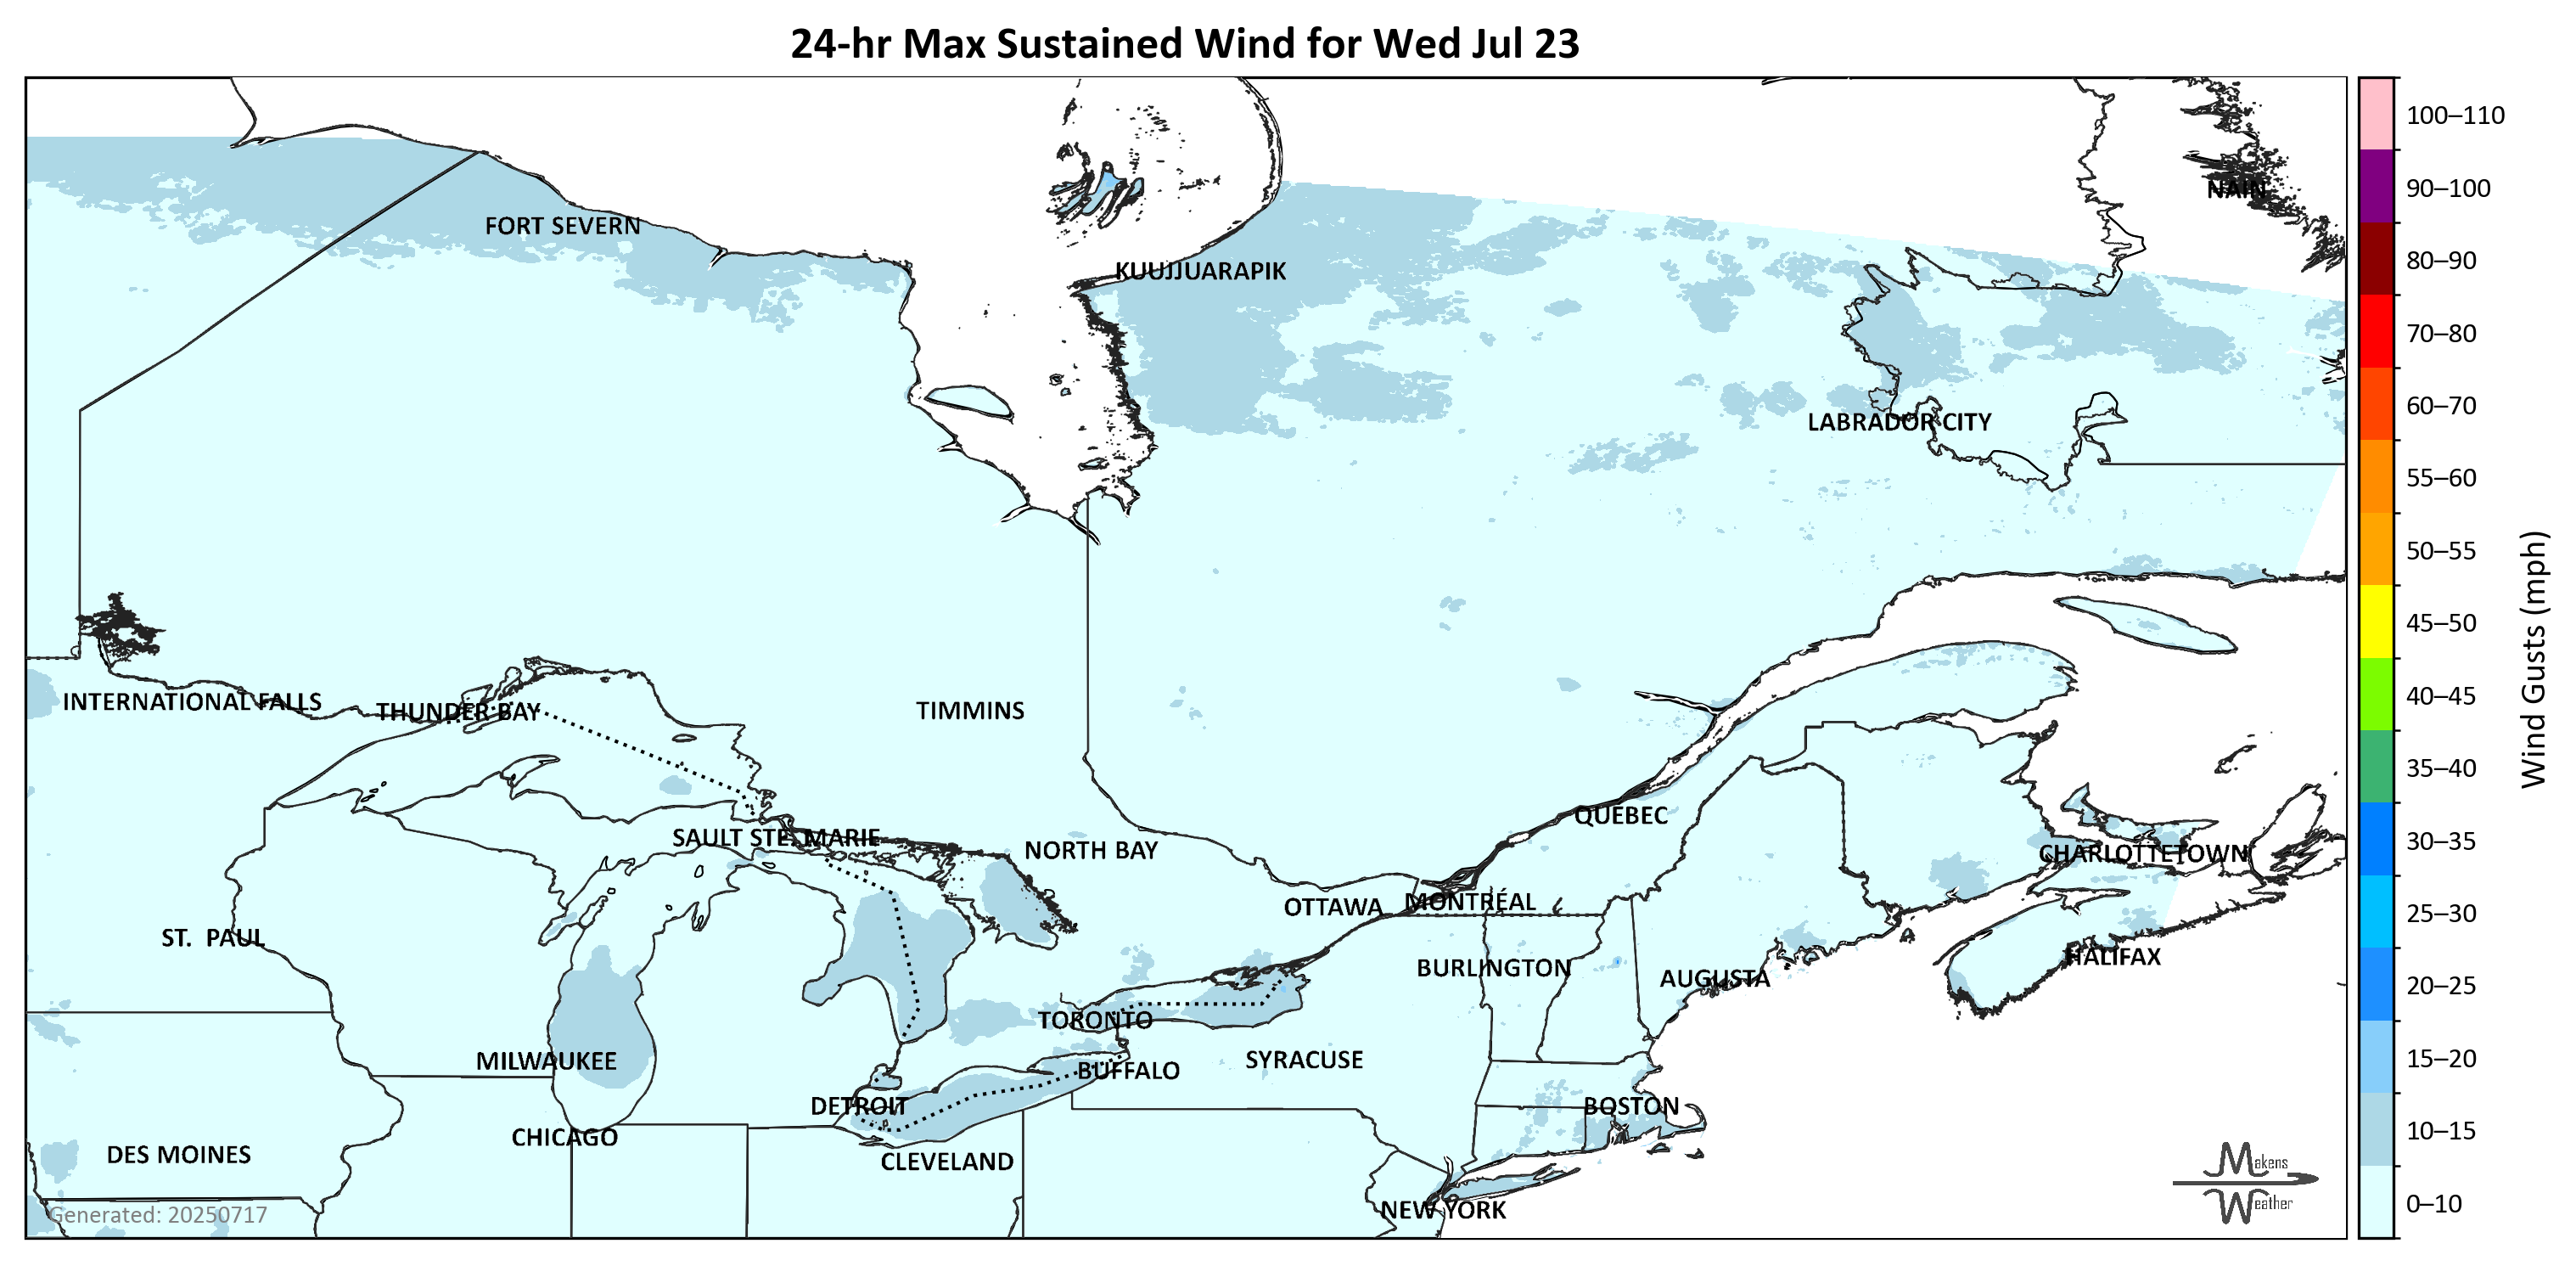 24-hr Max Sustained Wind for Wed Jul 23
100–110
90–100
NAIN
FORT SEVERN
80–90
KUUJJUARAPIK
70–80
60–70
LABRADOR CITY
55–60
50–55
45–50
Wind Gusts (mph)
40–45
INTERNATIONAL FALLS
THUNDER BAY
TIMMINS
35–40
QUÉBEC
SAULT STE. MARIE
30–35
NORTH BAY
CHARLOTTETOWN
OTTAWA
MONTRÉAL
25–30
ST. PAUL
HALIFAX
BURLINGTON
AUGUSTA
20–25
TORONTO
MILWAUKEE
SYRACUSE
15–20
BUFFALO
DETROIT
BOSTON
10–15
CHICAGO
DES MOINES
CLEVELAND
Makens
Weather
0–10
NEW YORK
Generated: 20250717